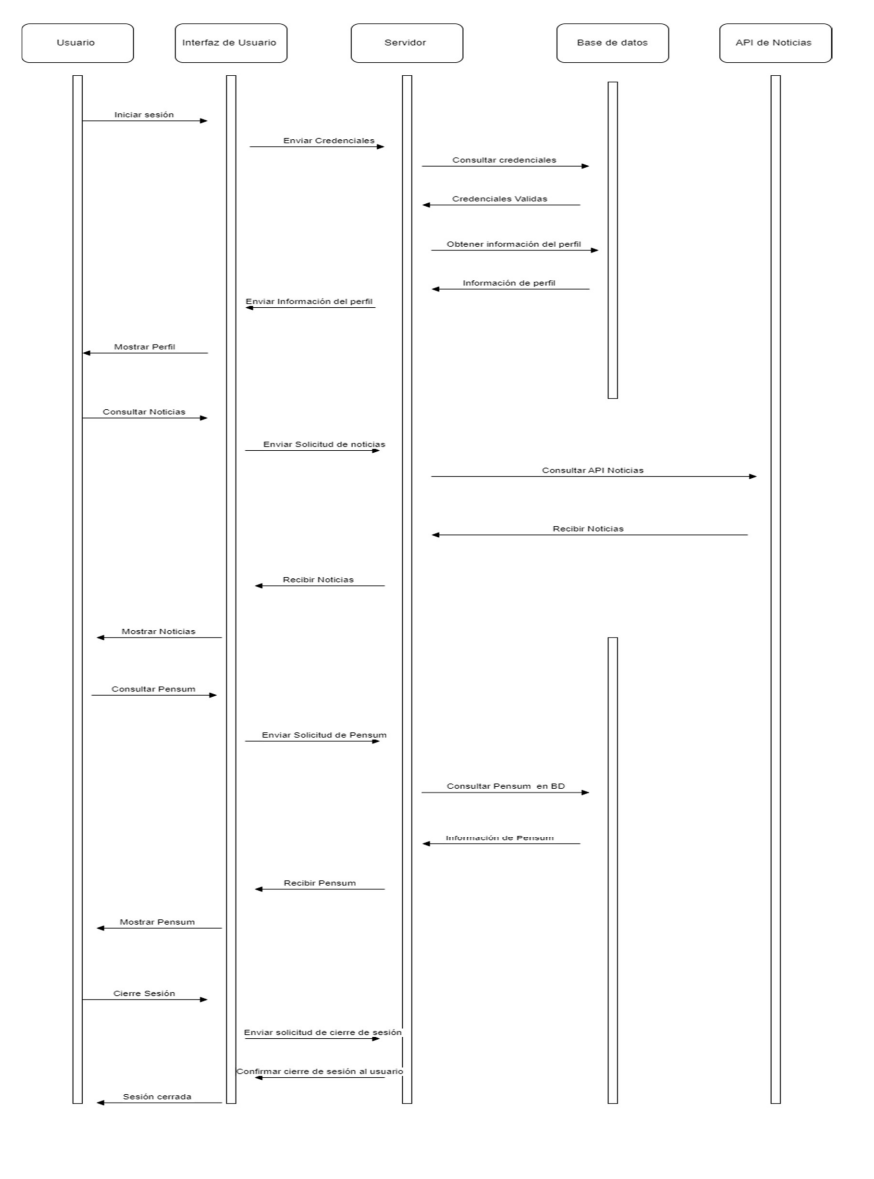 Usuario
Interfaz de Usuario
Servidor
Base de datos
API de Noticias
Iniciar sesión
Enviar Credenciales
Consultar credenciales
Credenciales Validas
Obtener información del perfil
Información de perfil
Enviar Información del perfil
Mostrar Perfil
Consultar Noticias
Enviar Solicitud de noticias
Consultar API Noticias
Recibir Noticias
Recibir Noticias
Mostrar Noticias
Consultar Pensum
Enviar Solicitud de Pensum
Consultar Pensum en BD
Información de Pensum
Recibir Pensum
Mostrar Pensum
Cierre Sesión
Enviar solicitud de cierre de sesión
Confirmar cierre de sesión al usuario
Sesión cerrada